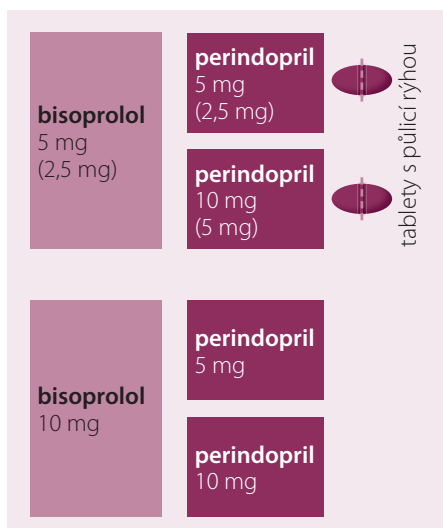 bisoprolol
5 mg
(2,5 mg)
perindopril
5 mg
(2,5 mg)
perindopril
10 mg
(5 mg)
tablety s půlicí rýhou
bisoprolol
10 mg
perindopril
5 mg
perindopril
10 mg